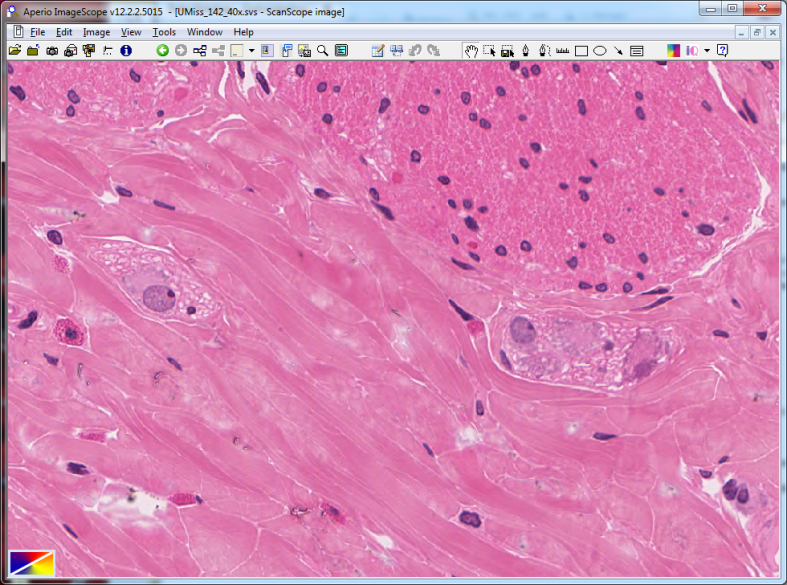 Aperio ImageScope v12.2.2.5015 - [UMiss_142_40x.svs - ScanScope image]
File Edit Image View Tools Window Help